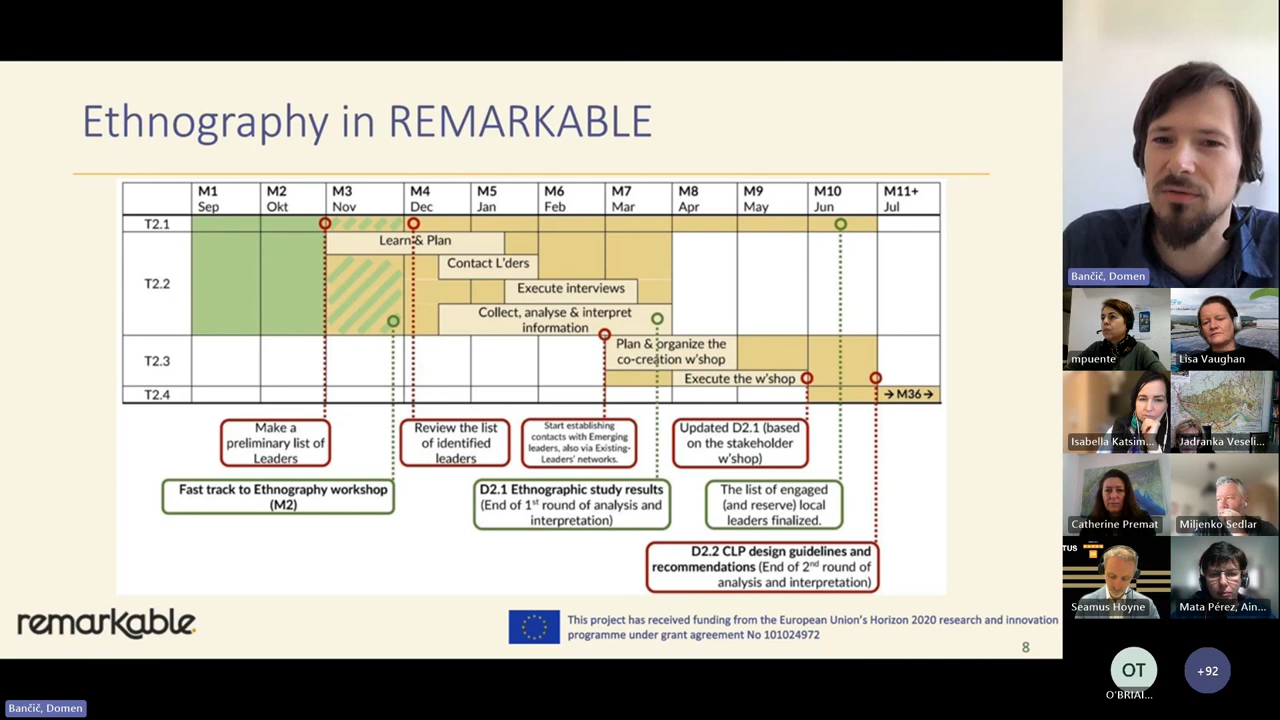 Ethnography in REMARKABLE
M1 M2 M3 M4 M5 M6 M7 M8 M9 M10 M11+
Sep Okt Nov Dec Jan Feb Mar Apr May Jun Jul
T2.1
Learn & Plan
Contact L'ders
T2.2
Execute interviews
Collect, analyse & interpret
information
T2.3
Plan & organize the
co-creation w'shop
Execute the w'shop
T2.4
→ M36 →
Make a
preliminary list of
Leaders
Review the list
of identified
leaders
Start establishing
contacts with Emerging
leaders, also via Existing-
Leaders' networks.
Updated D2.1 (based
on the stakeholder
w'shop)
Fast track to Ethnography workshop
(M2)
D2.1 Ethnographic study results
(End of 1st round of analysis and
interpretation)
The list of engaged
(and reserve) local
leaders finalized.
D2.2 CLP design guidelines and
recommendations (End of 2nd round of
analysis and interpretation)
remarkable.
This project has received funding from the European Union's Horizon 2020 research and innovation
programme under grant agreement No 101024972
8
Bančič, Domen
Bančič, Domen
mpuente
Lisa Vaughan
Isabella Katsim...
Jadranka Veseli...
Catherine Premat
Miljenko Sedlar
TUS
Seamus Hoyne
Mata Pérez, Ain...
OT
O'BRIAI...
+92